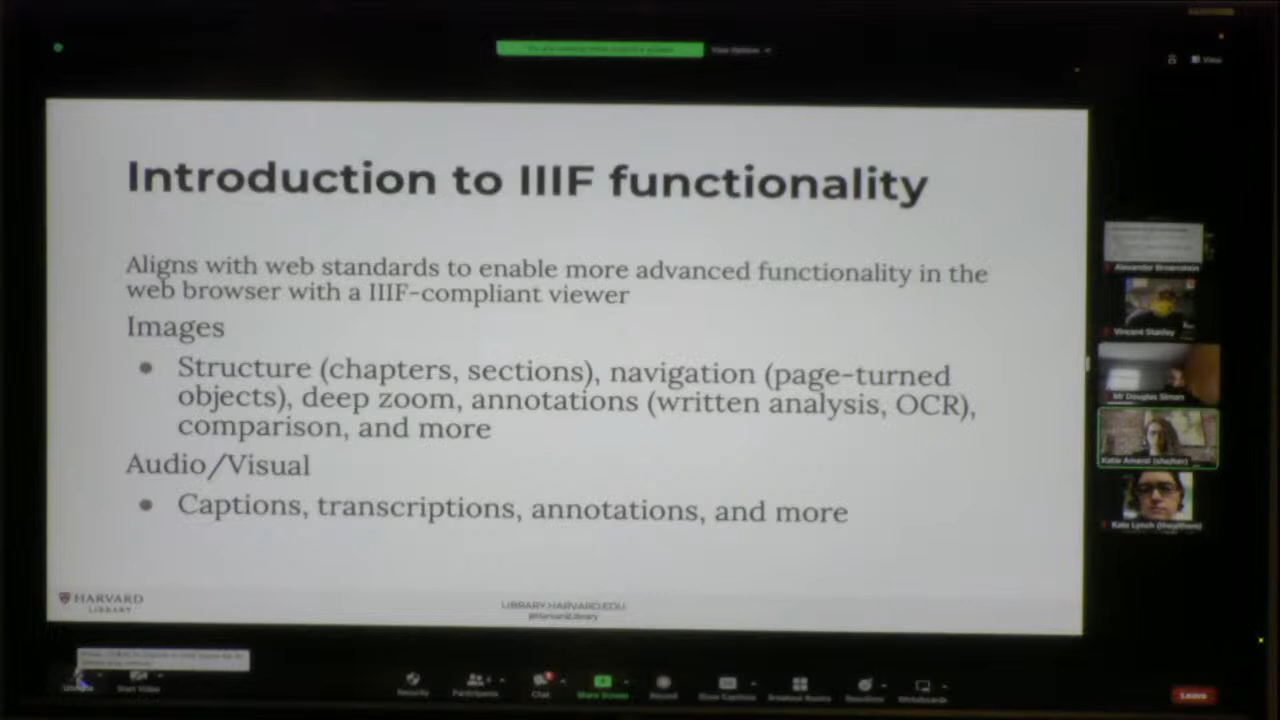 View Options
View
Introduction to IIIF functionality
Aligns with web standards to enable more advanced functionality in the
web browser with a IIIF-compliant viewer
Images
Structure (chapters, sections), navigation (page-turned
objects), deep zoom, annotations (written analysis, OCR),
comparison, and more
Audio/Visual
Captions, transcriptions, annotations, and more
HARVARD
LIBRARY
LIBRARY.HARVARD.EDU
@HarvardLibrary
Vincent Stanley
Mr Douglas Simon
Katie Amaral (she/her)
Kate Lynch (they/them)
Start Video
Security
Participants
Chat
Share Screen
Record
Show Captions
Breakout Rooms
Reactions
Whiteboards
Leave